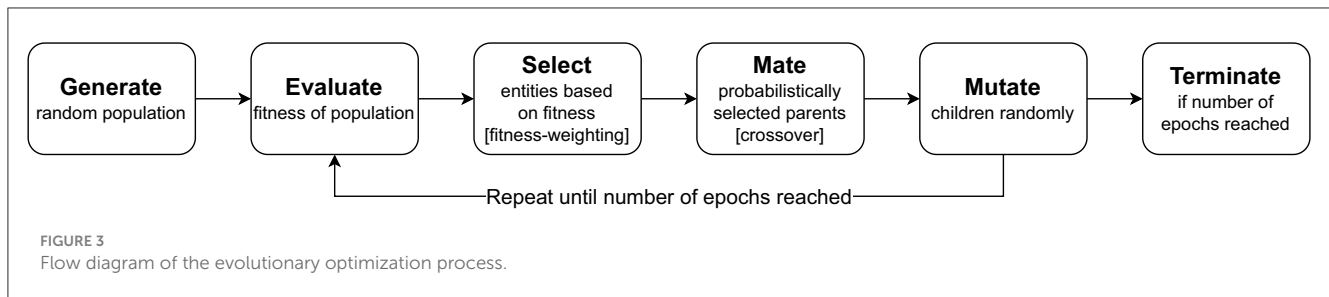 Generate
random population
Evaluate
fitness of population
Select
entities based
on fitness
[fitness-weighting]
Mate
probabilistically
selected parents
[crossover]
Mutate
children randomly
Terminate
if number of
epochs reached
Repeat until number of epochs reached
FIGURE 3
Flow diagram of the evolutionary optimization process.